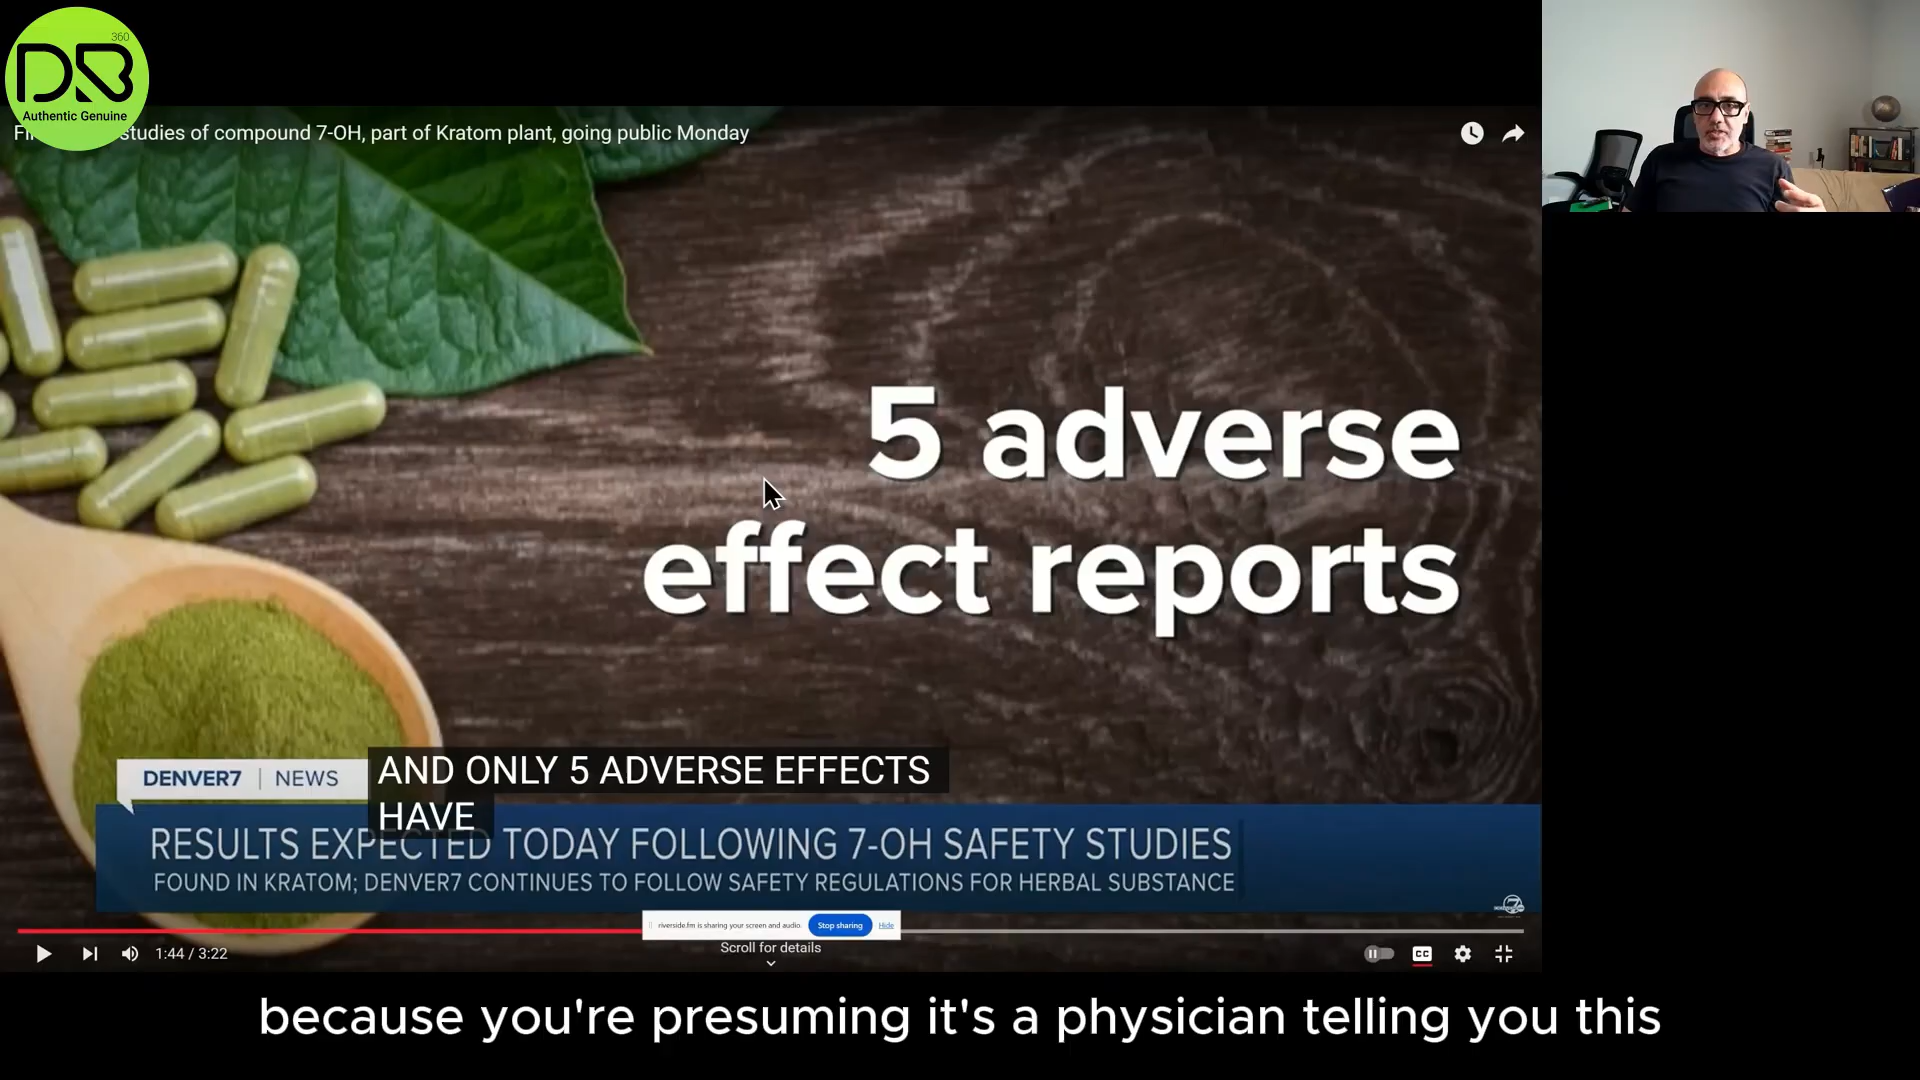 360
DB
Authentic Genuine
studies of compound 7-OH, part of Kratom plant, going public Monday
5 adverse
effect reports
DENVER7 | NEWS
AND ONLY 5 ADVERSE EFFECTS
HAVE
RESULTS EXPECTED TODAY FOLLOWING 7-OH SAFETY STUDIES
FOUND IN KRATOM; DENVER7 CONTINUES TO FOLLOW SAFETY REGULATIONS FOR HERBAL SUBSTANCE
7
riverside.fm is sharing your screen and audio. Stop sharing Hide
Scroll for details
1:44 / 3:22
CC
because you're presuming it's a physician telling you this